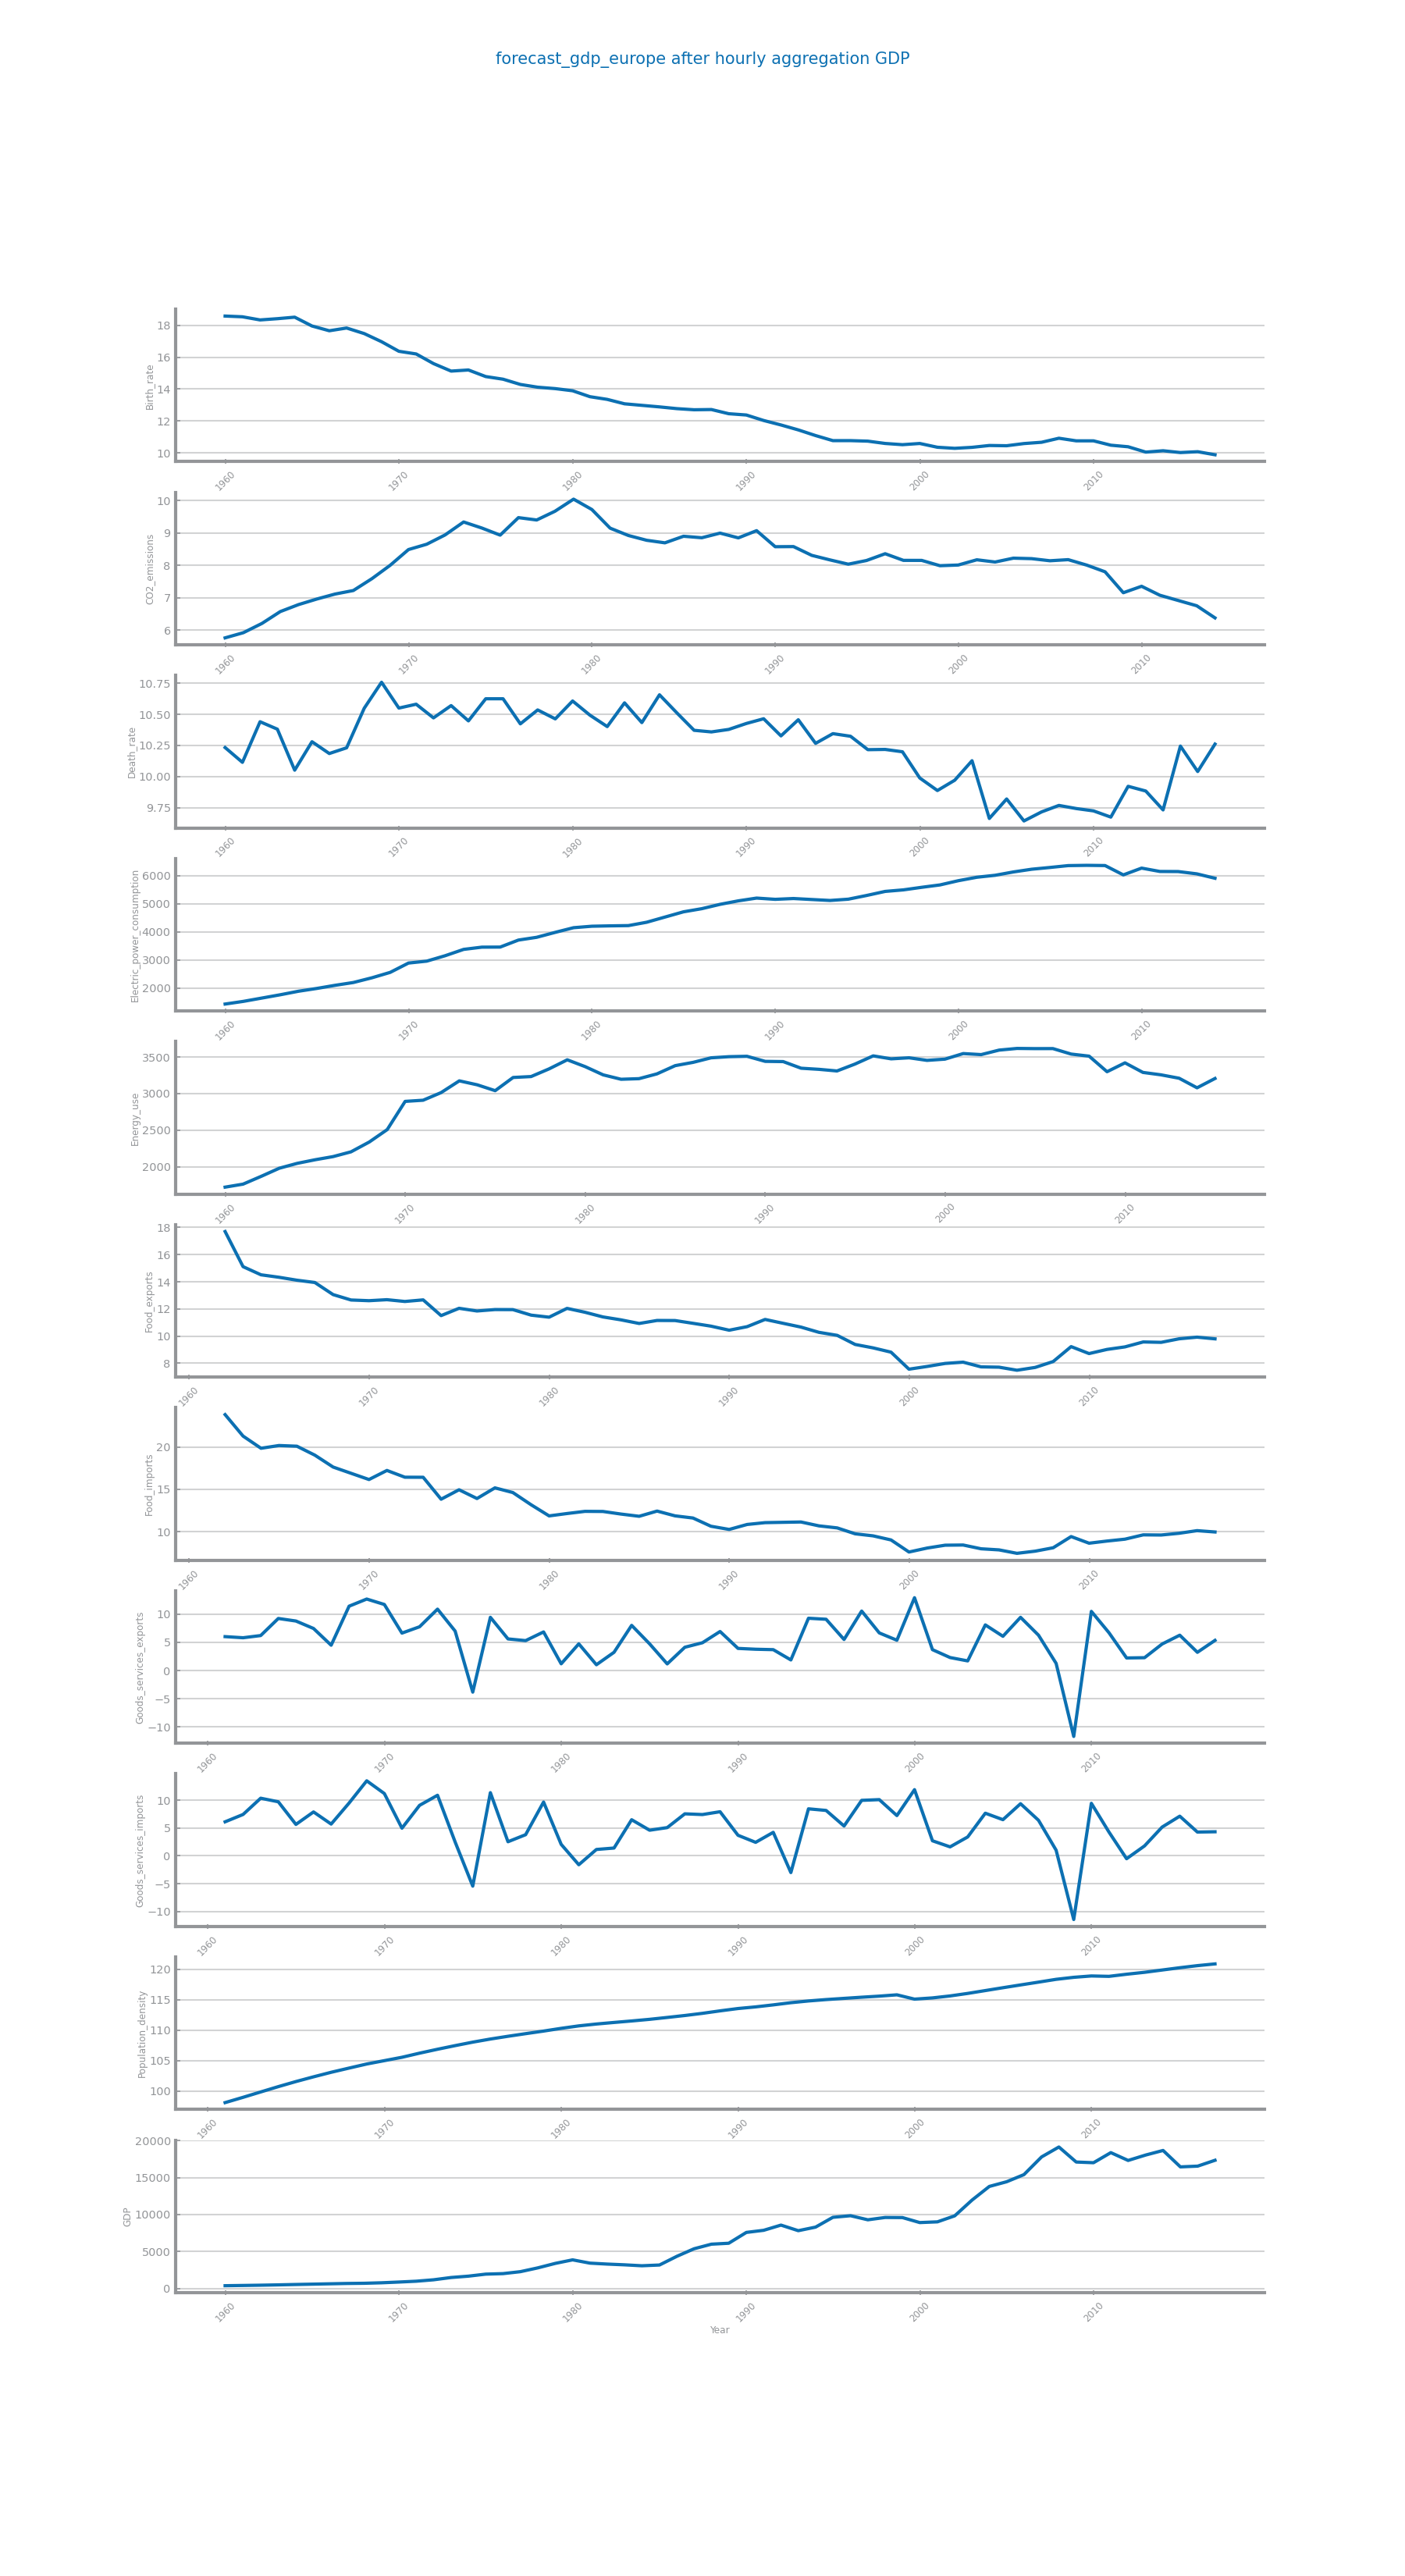 forecast_gdp_europe after hourly aggregation GDP
18
16
14
12
10
Birth_rate
1960 1970 1980 1990 2000 2010
10
9
8
7
6
CO2_emissions
1960 1970 1980 1990 2000 2010
10.75
10.50
10.25
10.00
9.75
Death_rate
1960 1970 1980 1990 2000 2010
6000
5000
4000
3000
2000
Electric_power_consumption
1960 1970 1980 1990 2000 2010
3500
3000
2500
2000
Energy_use
1960 1970 1980 1990 2000 2010
18
16
14
12
10
8
Food_exports
1960 1970 1980 1990 2000 2010
20
15
10
Food_imports
1960 1970 1980 1990 2000 2010
10
5
0
−5
−10
Goods_services_exports
1960 1970 1980 1990 2000 2010
10
5
0
−5
−10
Goods_services_imports
1960 1970 1980 1990 2000 2010
120
115
110
105
100
Population_density
1960 1970 1980 1990 2000 2010
20000
15000
10000
5000
0
GDP
1960 1970 1980 1990 2000 2010
Year